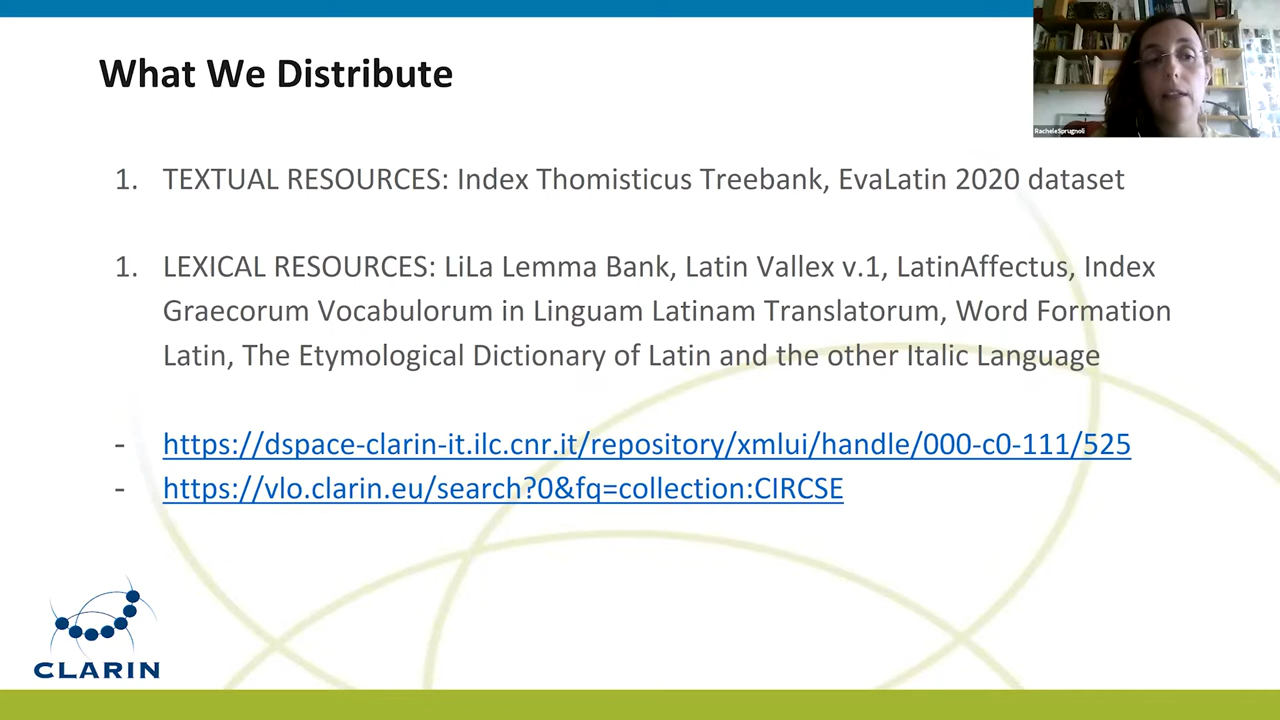 What We Distribute
RacheleSprugnoli
1. TEXTUAL RESOURCES: Index Thomisticus Treebank, EvaLatin 2020 dataset
1. LEXICAL RESOURCES: LiLa Lemma Bank, Latin Vallex v.1, LatinAffectus, Index
Graecorum Vocabulorum in Linguam Latinam Translatorum, Word Formation
Latin, The Etymological Dictionary of Latin and the other Italic Language
- https://dspace-clarin-it.ilc.cnr.it/repository/xmlui/handle/000-c0-111/525
- https://vlo.clarin.eu/search?0&fq=collection:CIRCSE
CLARIN